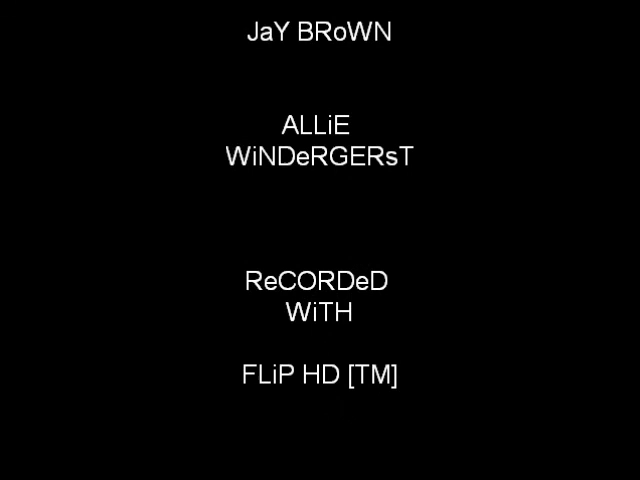 JaY BRoWN
ALLiE
WiNDeRGERsT
ReCORDeD
WiTH
FLiP HD [TM]